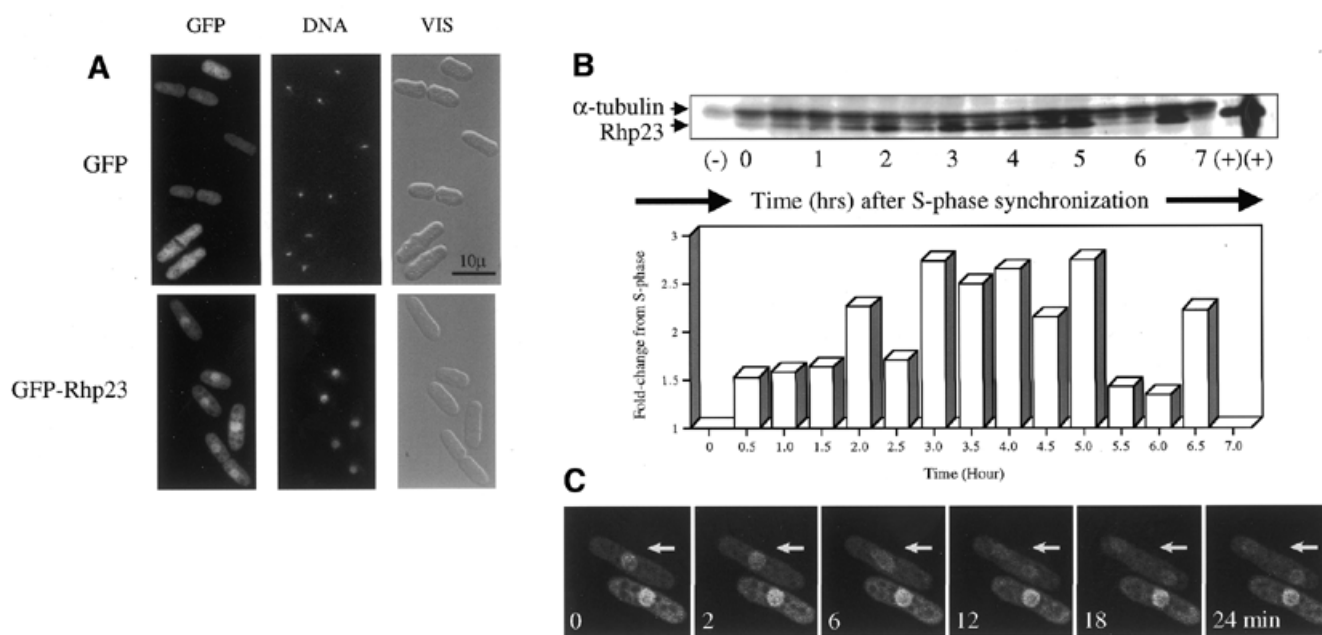 A
GFP DNA VIS
GFP
10µ
GFP-Rhp23
B
α-tubulin
Rhp23
(-) 0 1 2 3 4 5 6 7 (+)(+)
Time (hrs) after S-phase synchronization
Fold-change from S-phase
3
2.5
2
1.5
1
0 0.5 1.0 1.5 2.0 2.5 3.0 3.5 4.0 4.5 5.0 5.5 6.0 6.5 7.0
Time (Hour)
C
0 2 6 12 18 24 min